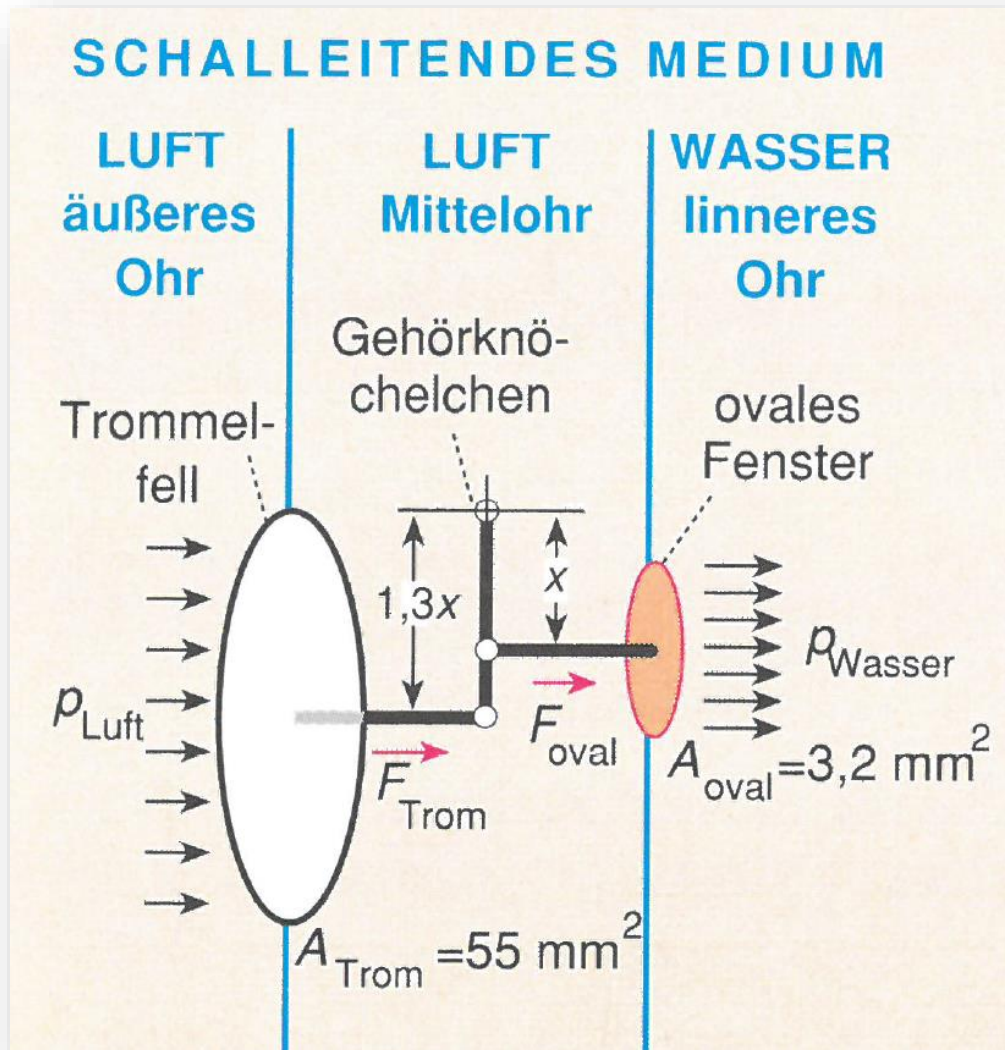 SCHALLEITENDES MEDIUM
LUFT
äußeres
Ohr
LUFT
Mittelohr
WASSER
linneres
Ohr
Gehörknö-
chelchen
Trommel-
fell
ovales
Fenster
1,3x
x
pLuft
pWasser
FTrom
Foval
Aoval=3,2 mm²
ATrom =55 mm²